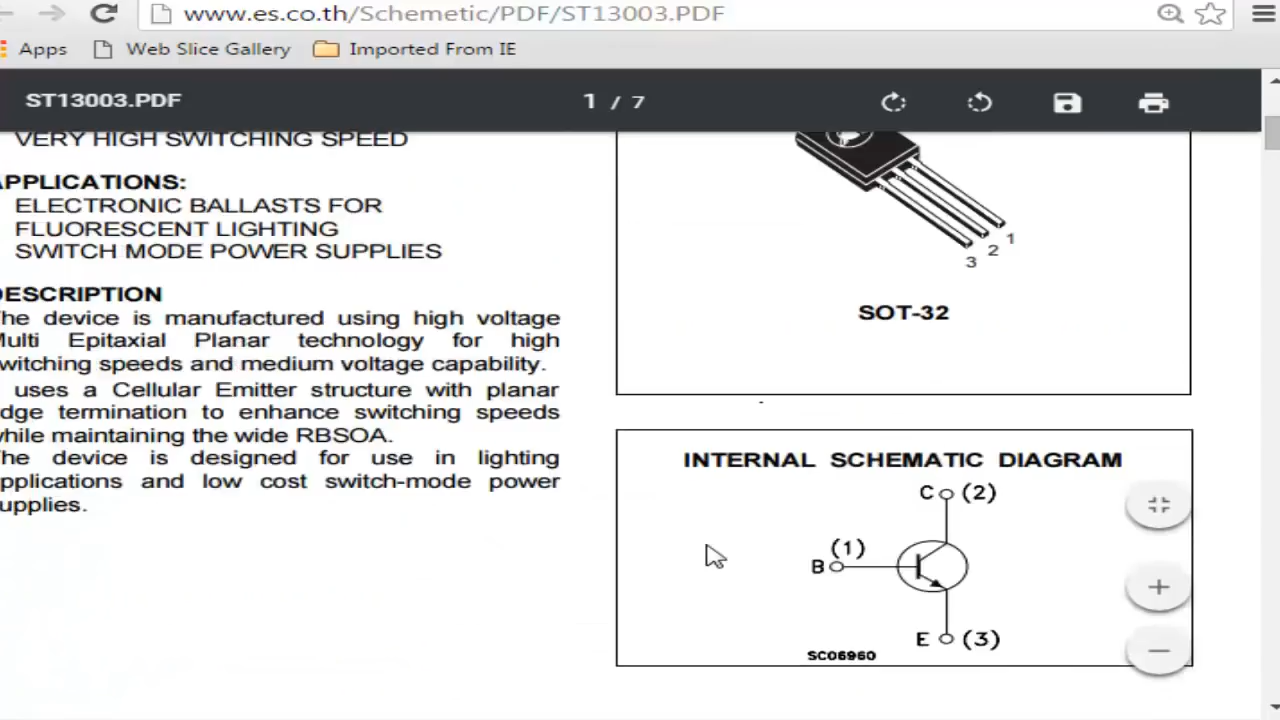 www.es.co.th/Schemetic/PDF/ST13003.PDF
Apps Web Slice Gallery Imported From IE
ST13003.PDF 1 / 7
VERY HIGH SWITCHING SPEED
APPLICATIONS:
ELECTRONIC BALLASTS FOR
FLUORESCENT LIGHTING
SWITCH MODE POWER SUPPLIES
DESCRIPTION
he device is manufactured using high voltage
Multi Epitaxial Planar technology for high
witching speeds and medium voltage capability.
uses a Cellular Emitter structure with planar
dge termination to enhance switching speeds
while maintaining the wide RBSOA.
he device is designed for use in lighting
pplications and low cost switch-mode power
upplies.
1
2
3
SOT-32
INTERNAL SCHEMATIC DIAGRAM
C (2)
(1)
B
E (3)
SC06960